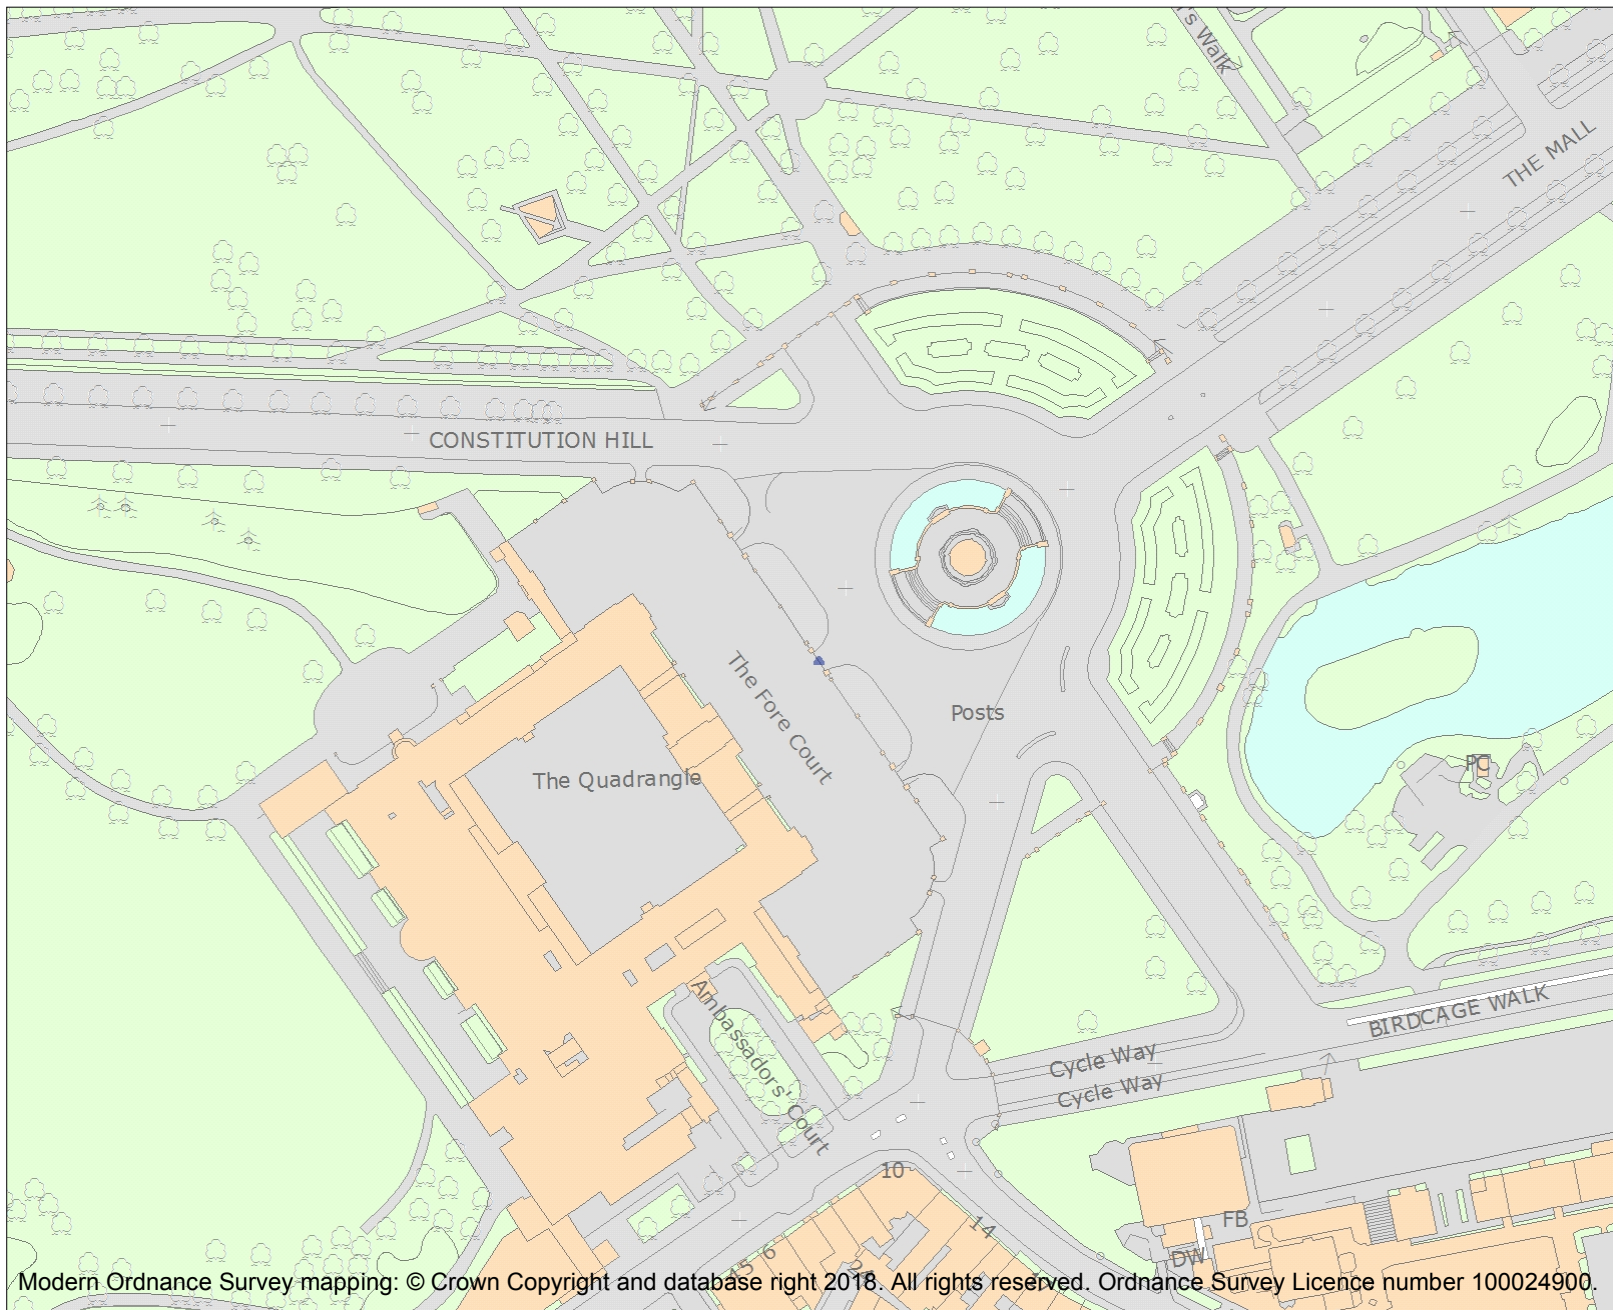 's Walk
THE MALL
CONSTITUTION HILL
The Fore Court
Posts
The Quadrangle
PC
Ambassadors' Court
BIRDCAGE WALK
Cycle Way
Cycle Way
10
14
FB
6
DW
Modern Ordnance Survey mapping: © Crown Copyright and database right 2018. All rights reserved. Ordnance Survey Licence number 100024900.